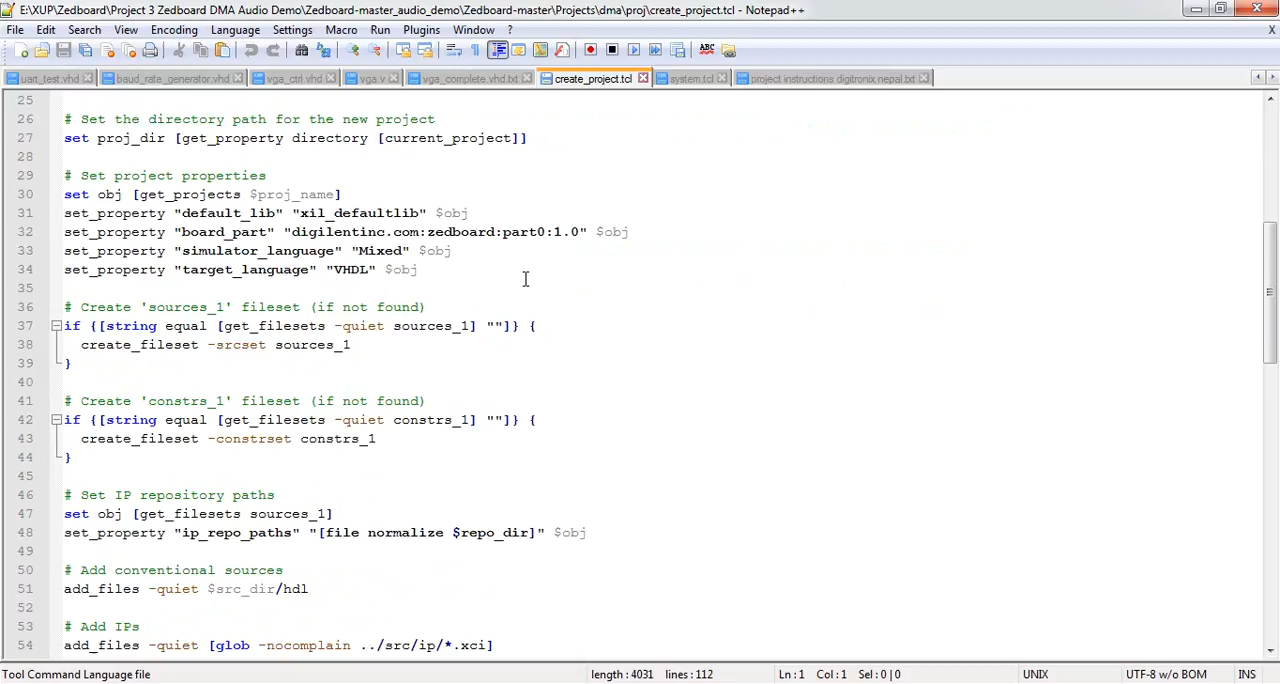 E:\XUP\Zedboard\Project 3 Zedboard DMA Audio Demo\Zedboard-master_audio_demo\Zedboard-master\Projects\dma\proj\create_project.tcl - Notepad++
File Edit Search View Encoding Language Settings Macro Run Plugins Window ? X
uart_test.vhd baud_rate_generator.vhd vga_ctrl.vhd vga.v vga_complete.vhd.txt create_project.tcl system.tcl project instructions digitronix nepal.txt
25
26 # Set the directory path for the new project
27 set proj_dir [get_property directory [current_project]]
28
29 # Set project properties
30 set obj [get_projects $proj_name]
31 set_property "default_lib" "xil_defaultlib" $obj
32 set_property "board_part" "digilentinc.com:zedboard:part0:1.0" $obj
33 set_property "simulator_language" "Mixed" $obj
34 set_property "target_language" "VHDL" $obj
35
36 # Create 'sources_1' fileset (if not found)
37 if {[string equal [get_filesets -quiet sources_1] ""]} {
38 create_fileset -srcset sources_1
39 }
40
41 # Create 'constrs_1' fileset (if not found)
42 if {[string equal [get_filesets -quiet constrs_1] ""]} {
43 create_fileset -constrset constrs_1
44 }
45
46 # Set IP repository paths
47 set obj [get_filesets sources_1]
48 set_property "ip_repo_paths" "[file normalize $repo_dir]" $obj
49
50 # Add conventional sources
51 add_files -quiet $src_dir/hdl
52
53 # Add IPs
54 add_files -quiet [glob -nocomplain ../src/ip/*.xci]
Tool Command Language file length : 4031 lines : 112 Ln : 1 Col : 1 Sel : 0 | 0 UNIX UTF-8 w/o BOM INS